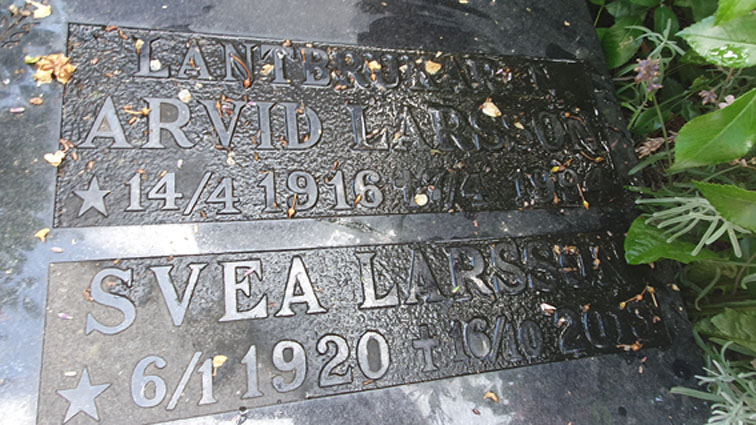 LANTBRUKAREN
ARVID LARSSON
★ 14/4 1916
SVEA LARSSON
★ 6/1 1920 ✝ 16/10